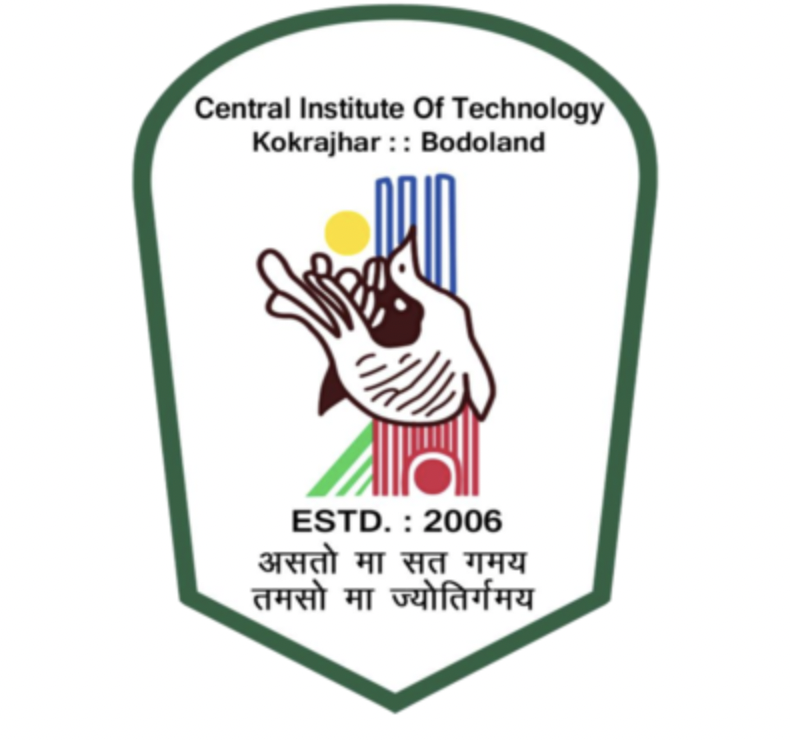 Central Institute Of Technology
Kokrajhar : : Bodoland
ESTD. : 2006
असतो मा सत गमय
तमसो मा ज्योतिर्गमय